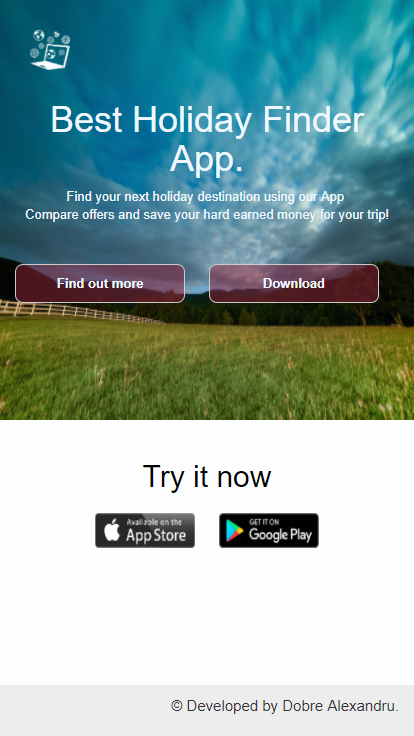 Best Holiday Finder
App.
Find your next holiday destination using our App
Compare offers and save your hard earned money for your trip!
Find out more
Download
Try it now
Available on the
App Store
GET IT ON
Google Play
© Developed by Dobre Alexandru.